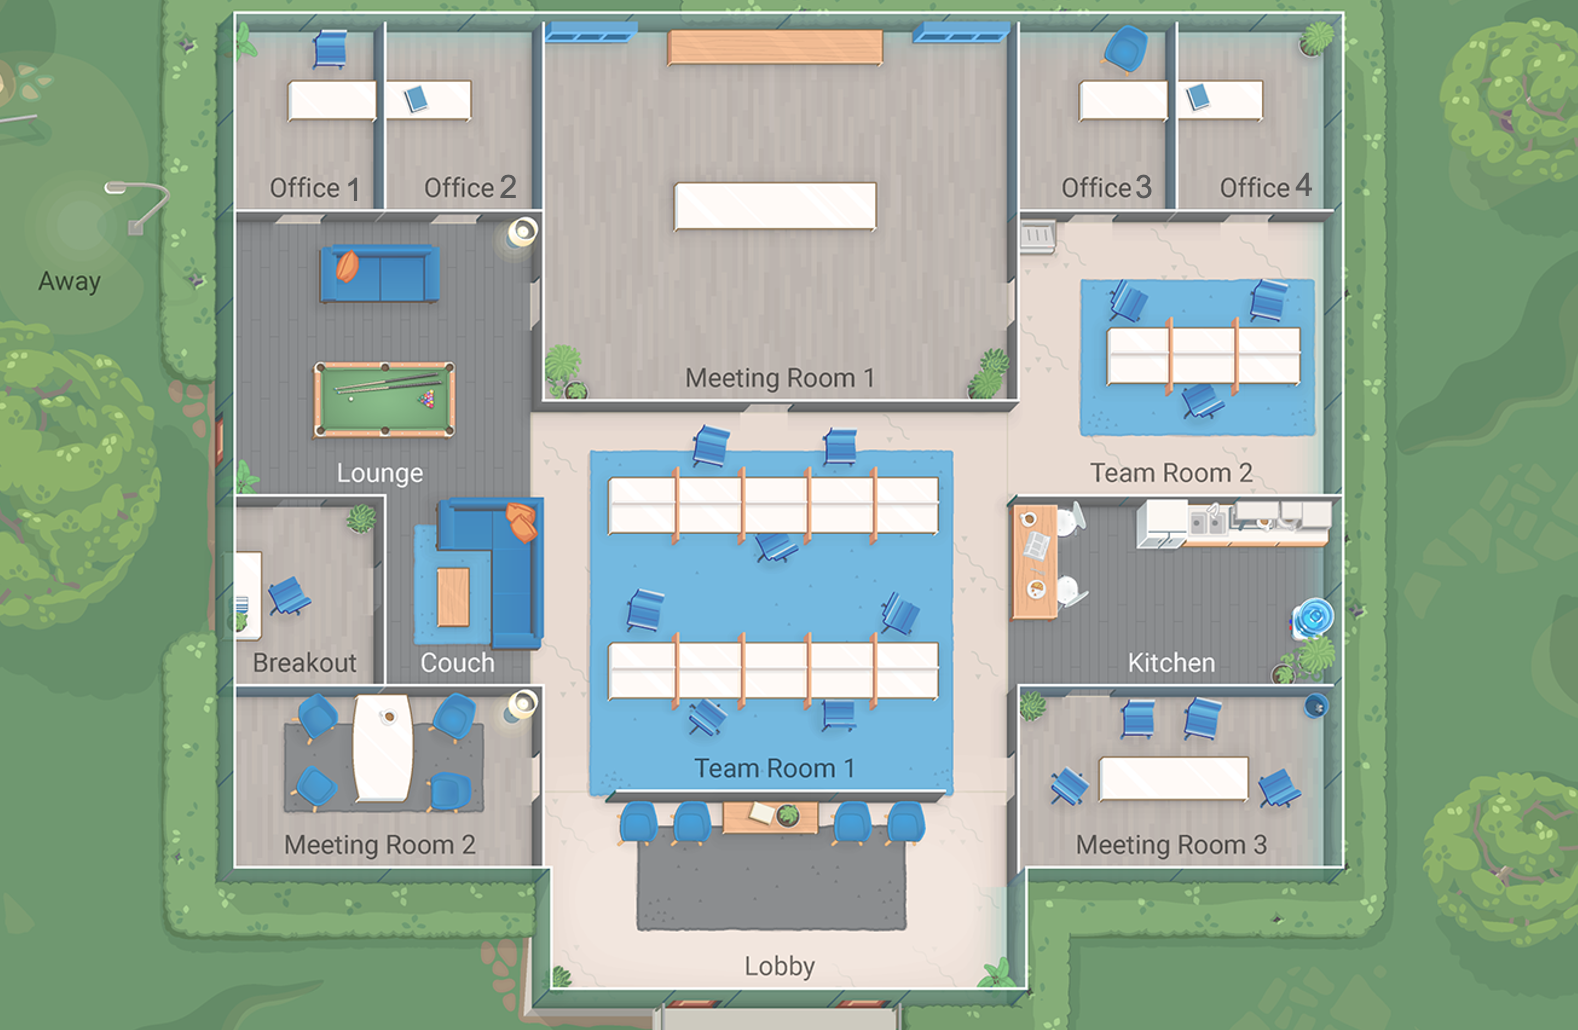 Office 1
Office 2
Office 3
Office 4
Away
Meeting Room 1
Lounge
Team Room 2
Breakout
Couch
Kitchen
Team Room 1
Meeting Room 2
Meeting Room 3
Lobby